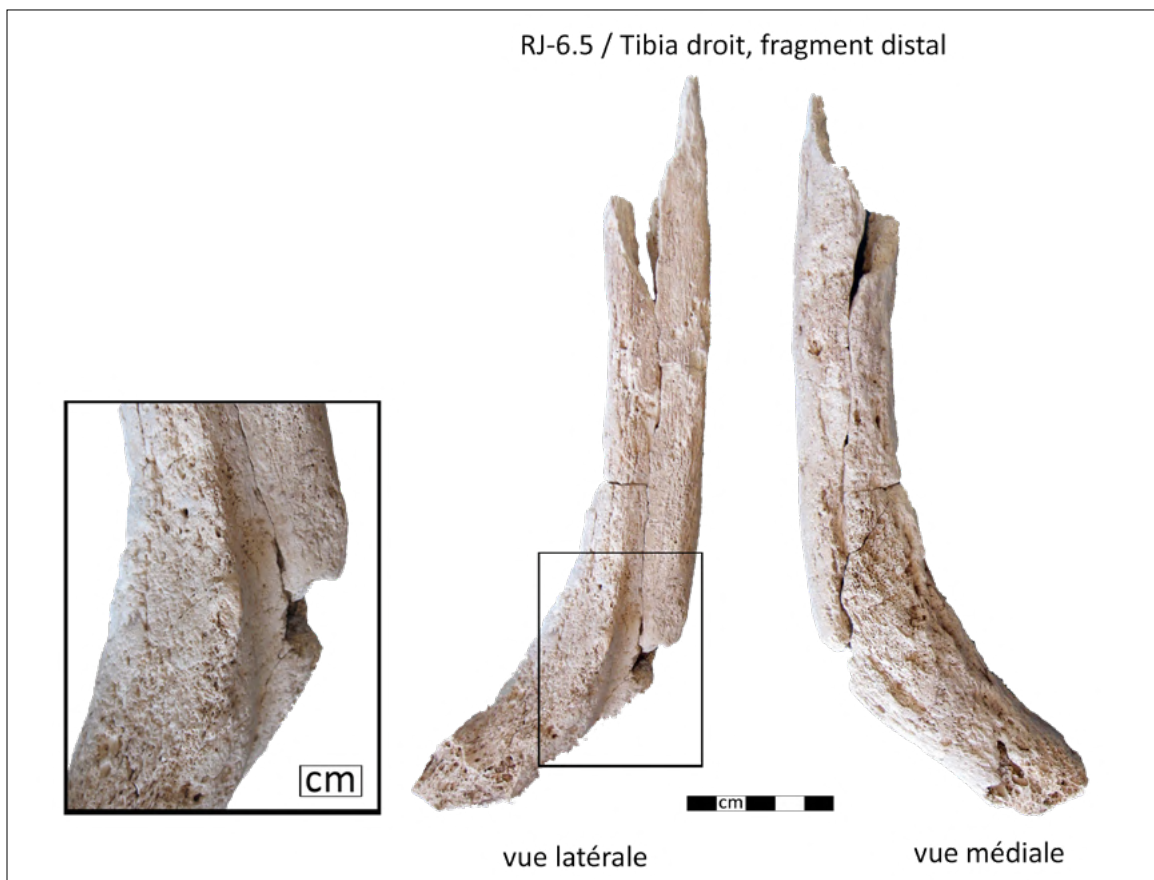 RJ-6.5 / Tibia droit, fragment distal
cm
cm
vue latérale
vue médiale